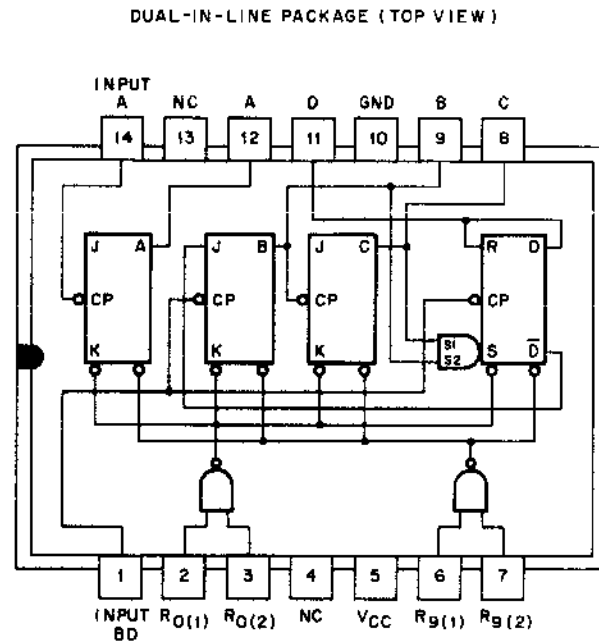 DUAL-IN-LINE PACKAGE (TOP VIEW)
INPUT
A NC A D GND B C
14 13 12 11 10 9 8
J A J B J C R D
CP CP CP CP
S1
K K K S D̅
S2
1 2 3 4 5 6 7
INPUT R0(1) R0(2) NC VCC R9(1) R9(2)
BD